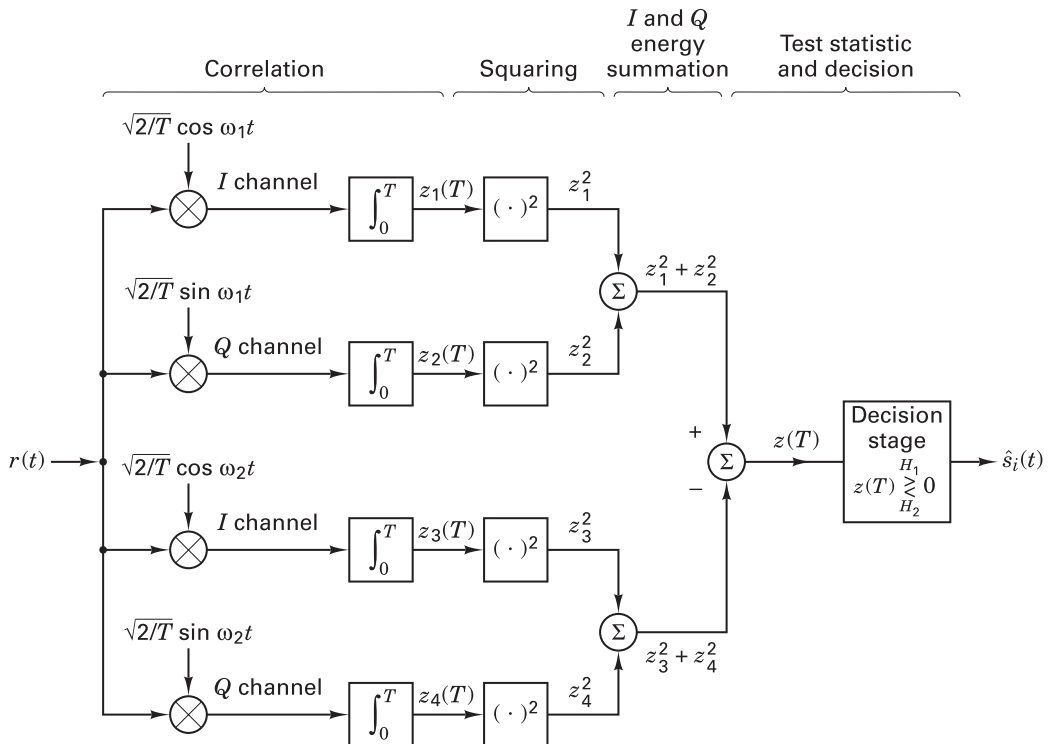 Correlation
Squaring
I and Q
energy
summation
Test statistic
and decision
√2/T cos ω₁t
I channel
∫₀ᵀ
z₁(T)
( · )²
z₁²
√2/T sin ω₁t
Q channel
∫₀ᵀ
z₂(T)
( · )²
z₂²
Σ
z₁² + z₂²
r(t)
+
−
Σ
z(T)
Decision
stage
H₁
z(T) ≷ 0
H₂
ŝᵢ(t)
√2/T cos ω₂t
I channel
∫₀ᵀ
z₃(T)
( · )²
z₃²
Σ
z₃² + z₄²
√2/T sin ω₂t
Q channel
∫₀ᵀ
z₄(T)
( · )²
z₄²